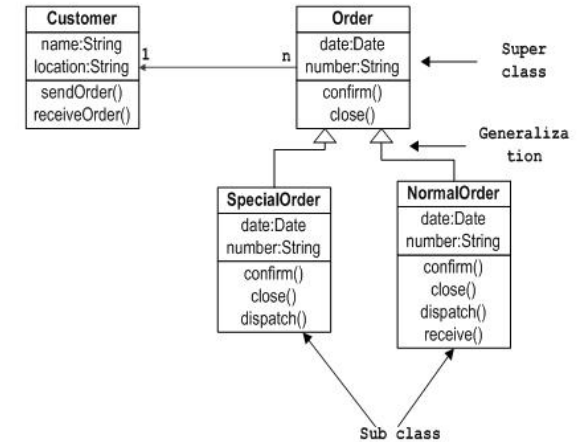 Customer
name:String
location:String
sendOrder()
receiveOrder()
1
n
Order
date:Date
number:String
confirm()
close()
Super
class
Generaliza
tion
SpecialOrder
date:Date
number:String
confirm()
close()
dispatch()
NormalOrder
date:Date
number:String
confirm()
close()
dispatch()
receive()
Sub class